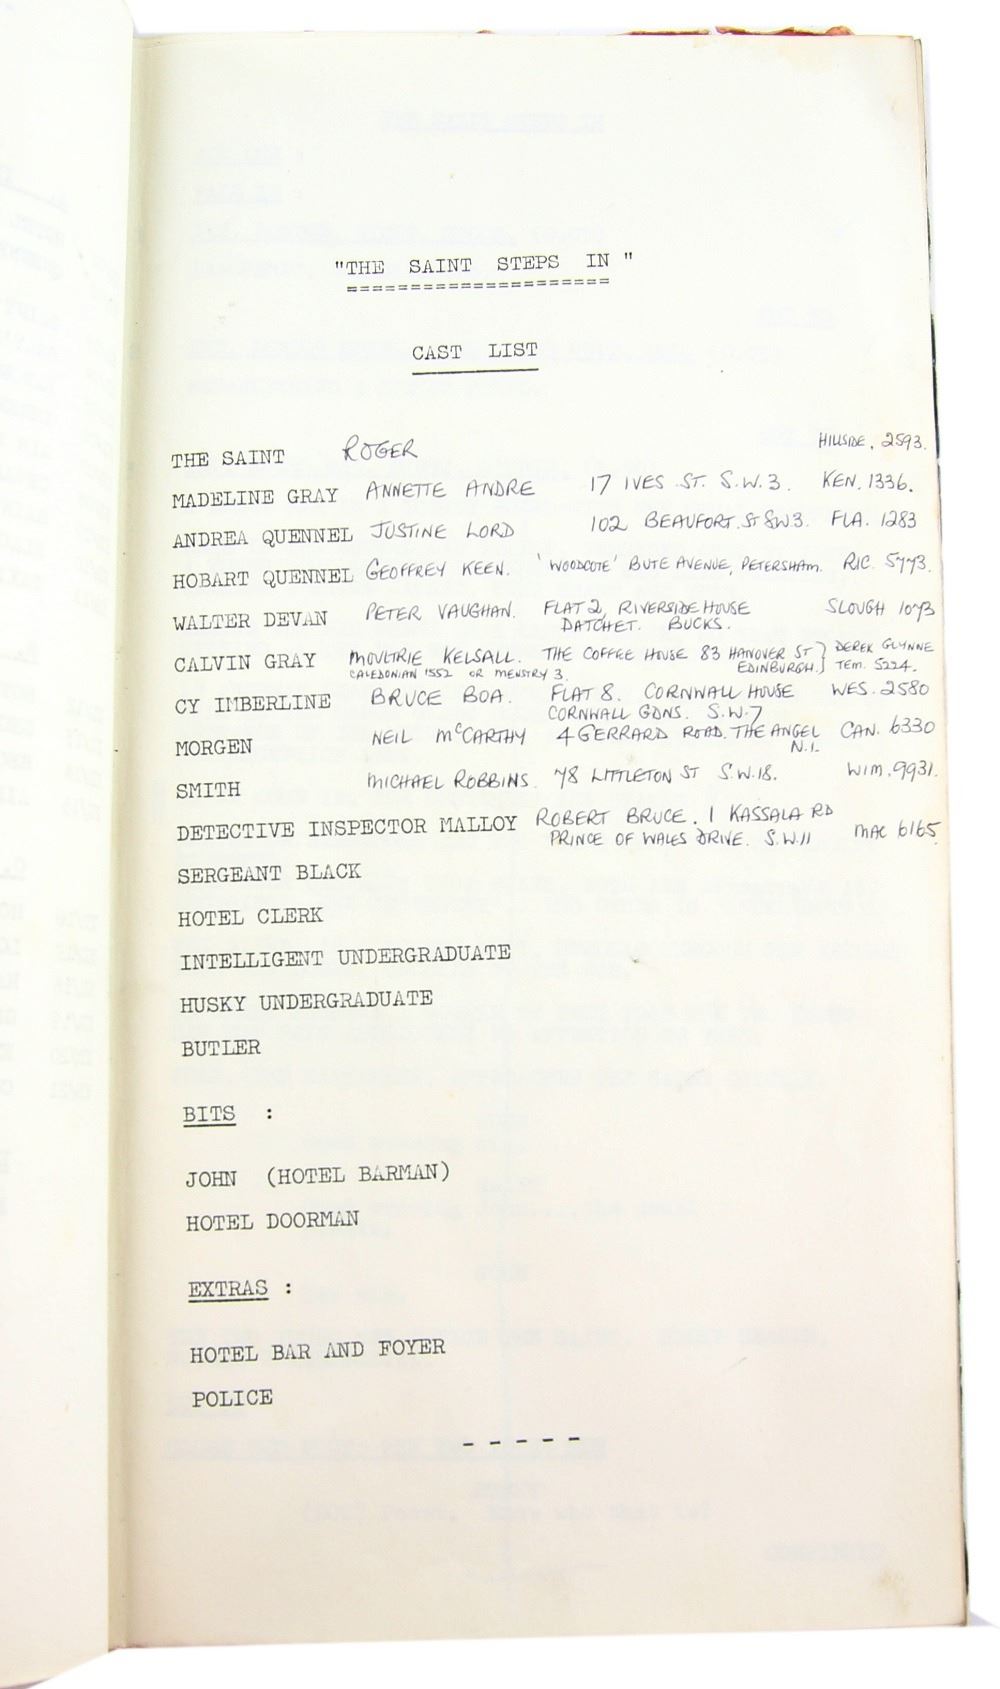 "THE SAINT STEPS IN"
CAST LIST
THE SAINT ROGER HILLSIDE. 2593.
MADELINE GRAY ANNETTE ANDRE 17 IVES ST. S.W.3. KEN. 1336.
ANDREA QUENNEL JUSTINE LORD 102 BEAUFORT. ST SW3. FLA. 1283
HOBART QUENNEL GEOFFREY KEEN. 'WOODCOTE' BUTE AVENUE, PETERSHAM. RIC. 5773.
WALTER DEVAN PETER VAUGHAN. FLAT 2, RIVERSIDE HOUSE SLOUGH 1073
DATCHET. BUCKS.
CALVIN GRAY MOULTRIE KELSALL. THE COFFEE HOUSE 83 HANOVER ST } DEREK GLYNNE
CALEDONIAN 1552 OR MENSTRY 3. EDINBURGH. TEM. 5224.
CY IMBERLINE BRUCE BOA. FLAT 8. CORNWALL HOUSE WES. 2580
CORNWALL GDNS. S.W.7
MORGEN NEIL McCARTHY 4 GERRARD ROAD. THE ANGEL CAN. 6330
N.1.
SMITH MICHAEL ROBBINS. 78 LITTLETON ST S.W.18. WIM. 9931.
DETECTIVE INSPECTOR MALLOY ROBERT BRUCE. 1 KASSALA RD
PRINCE OF WALES DRIVE. S.W.11 MAC 6165
SERGEANT BLACK
HOTEL CLERK
INTELLIGENT UNDERGRADUATE
HUSKY UNDERGRADUATE
BUTLER
BITS :
JOHN (HOTEL BARMAN)
HOTEL DOORMAN
EXTRAS :
HOTEL BAR AND FOYER
POLICE
- - - - -